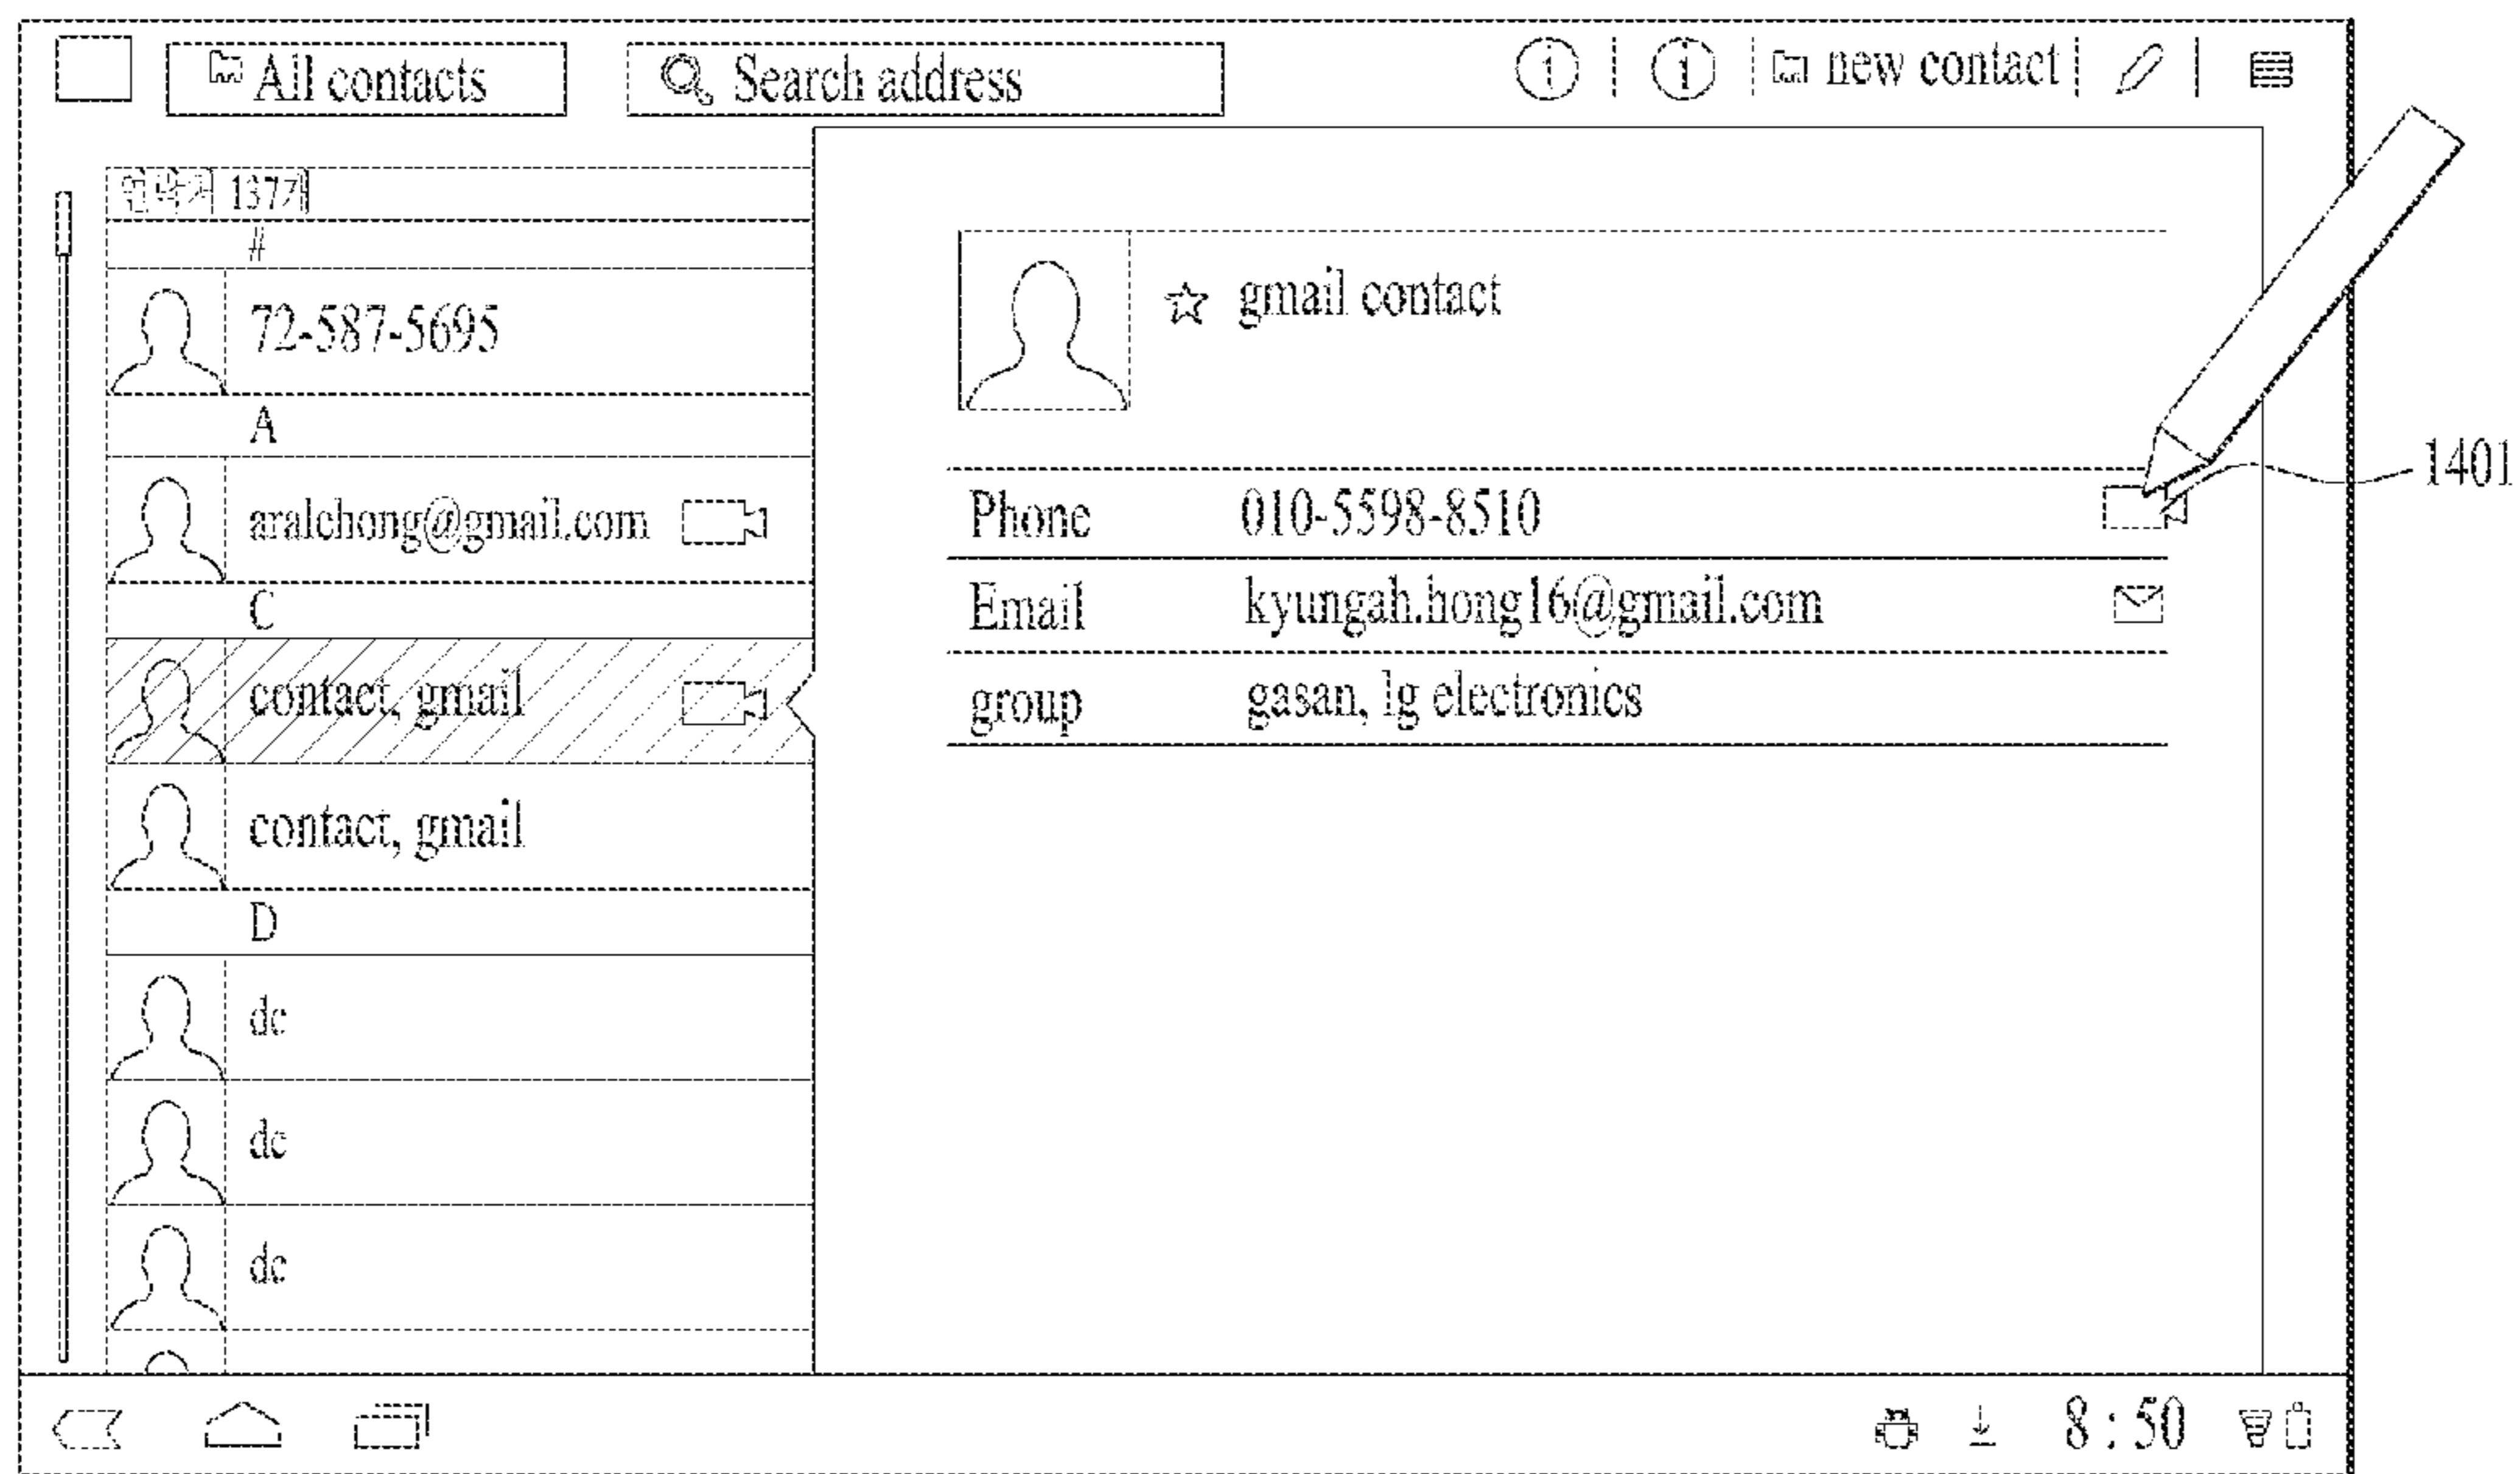 All contacts
Search address
new contact
#
72-587-5695
A
aralchong@gmail.com
C
contact, gmail
contact, gmail
D
dc
dc
dc
gmail contact
Phone 010-5598-8510
Email kyungah.hong16@gmail.com
group gasan, lg electronics
1401
8:50